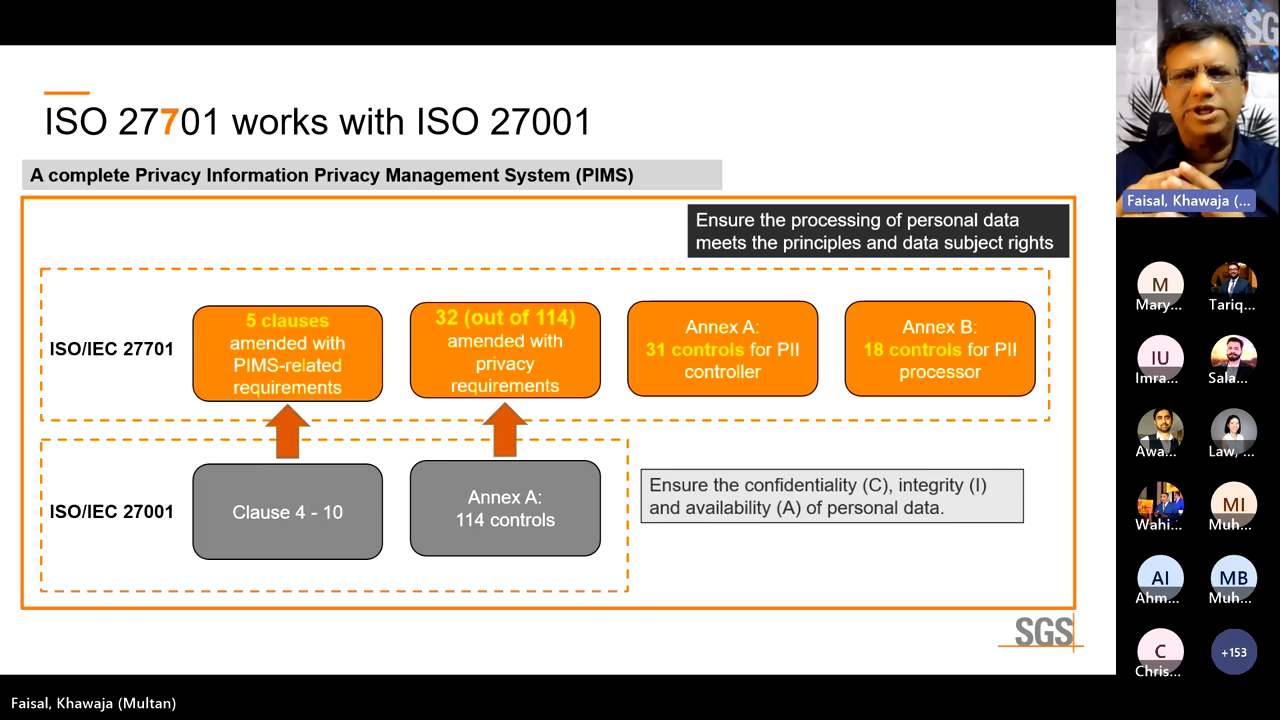 ISO 27701 works with ISO 27001
A complete Privacy Information Privacy Management System (PIMS)
Ensure the processing of personal data
meets the principles and data subject rights
ISO/IEC 27701
5 clauses
amended with
PIMS-related
requirements
32 (out of 114)
amended with
privacy
requirements
Annex A:
31 controls for PII
controller
Annex B:
18 controls for PII
processor
ISO/IEC 27001
Clause 4 - 10
Annex A:
114 controls
Ensure the confidentiality (C), integrity (I)
and availability (A) of personal data.
SGS
Faisal, Khawaja (Multan)
SG
Faisal, Khawaja (...
M
Mary...
Tariq...
IU
Imra...
Sala...
Awa...
Law, ...
Wahi...
MI
Muh...
AI
Ahm...
MB
Muh...
C
Chris...
+153